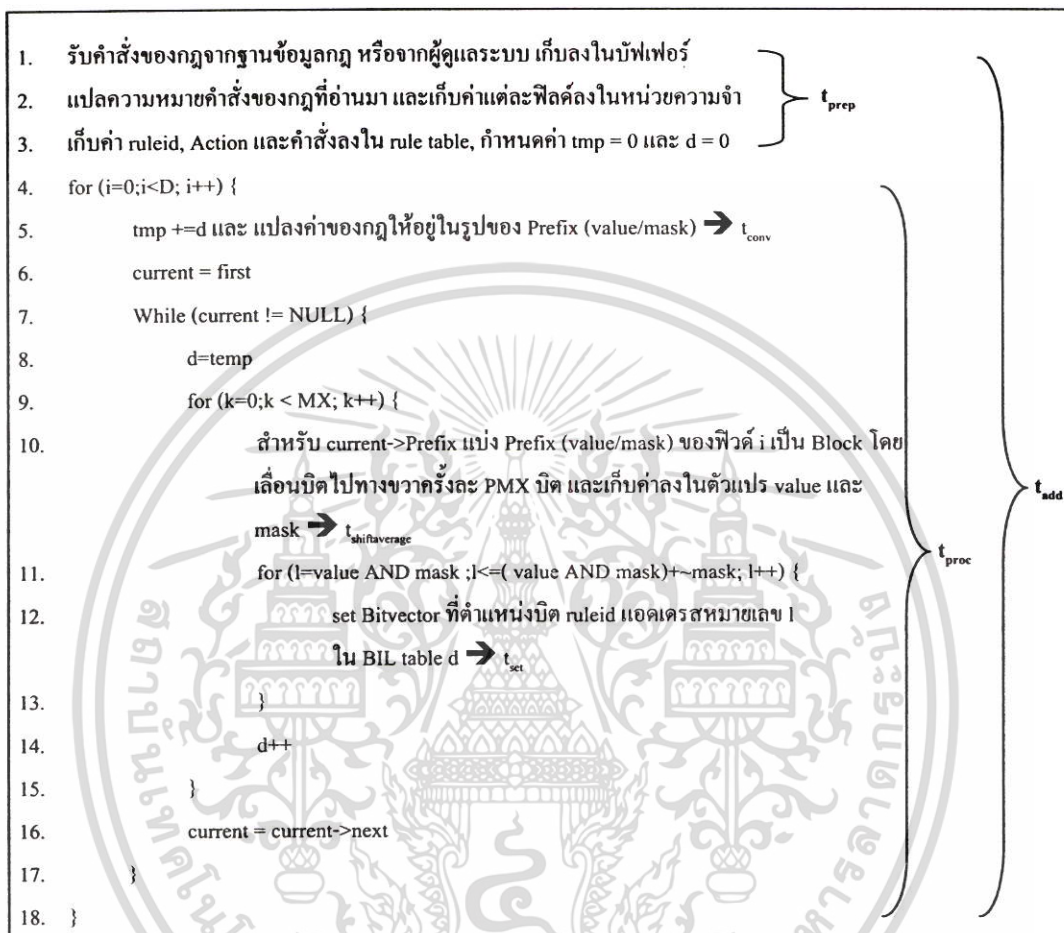 1. รับคำสั่งของกฎจากฐานข้อมูลกฎ หรือจากผู้ดูแลระบบ เก็บลงในบัฟเฟอร์
2. แปลความหมายคำสั่งของกฎที่อ่านมา และเก็บค่าแต่ละฟิลด์ลงในหน่วยความจำ
t_prep
3. เก็บค่า ruleid, Action และคำสั่งลงใน rule table, กำหนดค่า tmp = 0 และ d = 0
4. for (i=0;i<D; i++) {
5. tmp +=d และ แปลงค่าของกฎให้อยู่ในรูปของ Prefix (value/mask) ➔ t_conv
6. current = first
7. While (current != NULL) {
8. d=temp
9. for (k=0;k < MX; k++) {
10. สำหรับ current->Prefix แบ่ง Prefix (value/mask) ของฟิวด์ i เป็น Block โดย
เลื่อนบิตไปทางขวาครั้งละ PMX บิต และเก็บค่าลงในตัวแปร value และ
t_add
mask ➔ t_shiftaverage
t_proc
11. for (l=value AND mask ;l<=( value AND mask)+~mask; l++) {
12. set Bitvector ที่ตำแหน่งบิต ruleid แอดเดรสหมายเลข l
ใน BIL table d ➔ t_set
13. }
14. d++
15. }
16. current = current->next
17. }
18. }